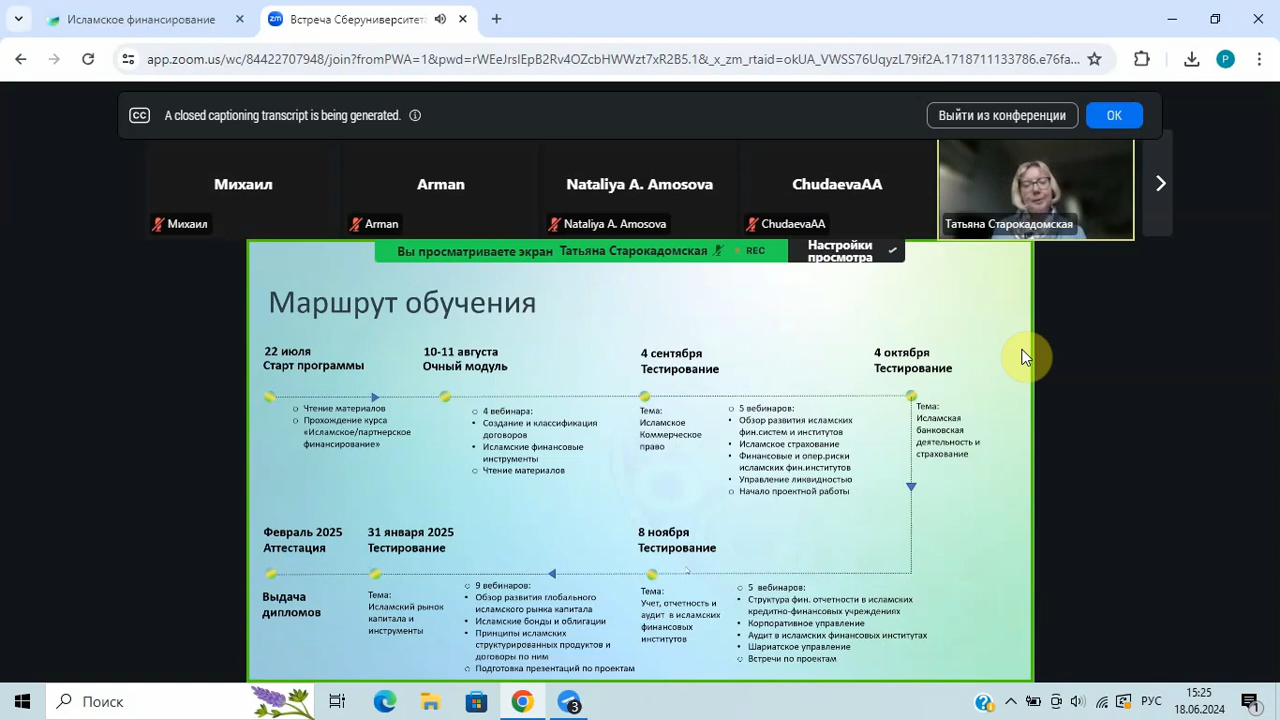 Исламское финансирование
Встреча Сберуниверситет
app.zoom.us/wc/84422707948/join?fromPWA=1&pwd=rWEeJrsIEpB2Rv4OZcbHWWzt7xR2B5.1&_x_zm_rtaid=okUA_VWSS76UqyzL79if2A.1718711133786.e76fa...
P
CC A closed captioning transcript is being generated.
Выйти из конференции
OK
Михаил
Arman
Nataliya A. Amosova
ChudaevaAA
Михаил
Arman
Nataliya A. Amosova
ChudaevaAA
Татьяна Старокадомская
Вы просматриваете экран Татьяна Старокадомская REC
Настройки
просмотра
Маршрут обучения
22 июля
Старт программы
10-11 августа
Очный модуль
4 сентября
Тестирование
4 октября
Тестирование
Чтение материалов
Прохождение курса
«Исламское/партнерское
финансирование»
4 вебинара:
Создание и классификация
договоров
Исламские финансовые
инструменты
Чтение материалов
Тема:
Исламское
Коммерческое
право
5 вебинаров:
Обзор развития исламских
фин.систем и институтов
Исламское страхование
Финансовые и опер.риски
исламских фин.институтов
Управление ликвидностью
Начало проектной работы
Тема:
Исламская
банковская
деятельность и
страхование
Февраль 2025
Аттестация
31 января 2025
Тестирование
8 ноября
Тестирование
Выдача
дипломов
Тема:
Исламский рынок
капитала и
инструменты
9 вебинаров:
Обзор развития глобального
исламского рынка капитала
Исламские бонды и облигации
Принципы исламских
структурированных продуктов и
договоры по ним
Подготовка презентаций по проектам
Тема:
Учет, отчетность и
аудит в исламских
финансовых
институтов
5 вебинаров:
Структура фин. отчетности в исламских
кредитно-финансовых учреждениях
Корпоративное управление
Аудит в исламских финансовых институтах
Шариатское управление
Встречи по проектам
Поиск
3
РУС
15:25
18.06.2024
1